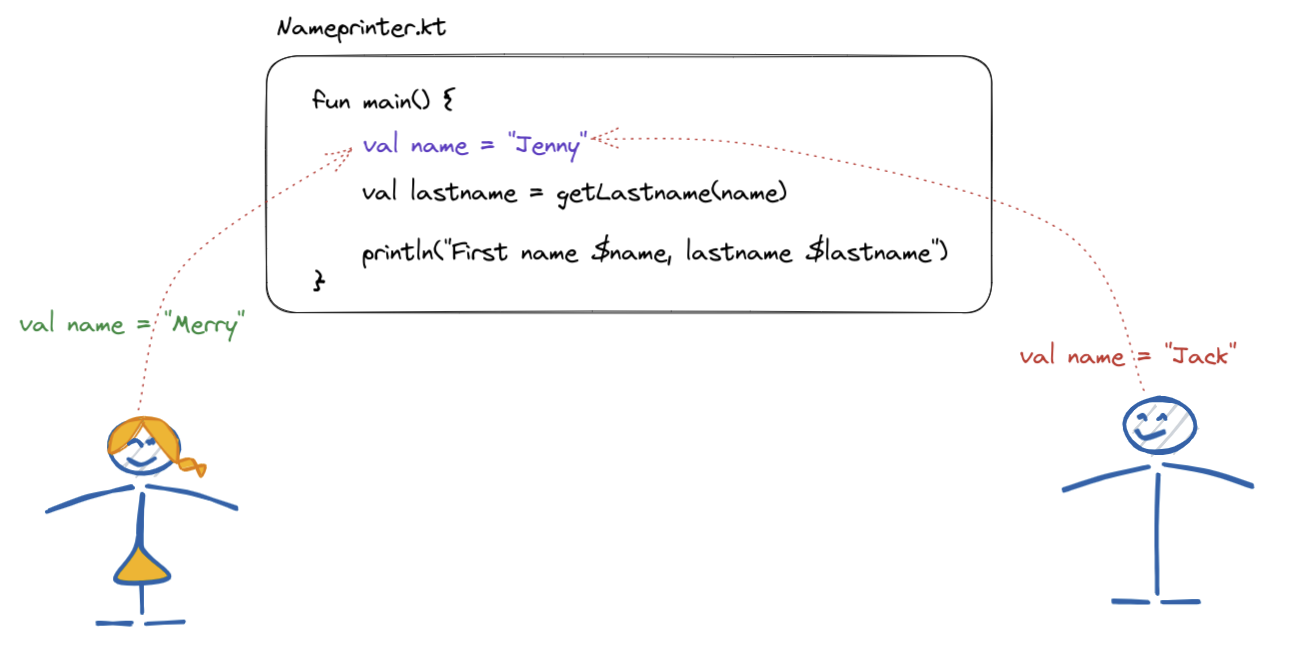 Nameprinter.kt
fun main() {
val name = "Jenny"
val lastname = getLastname(name)
println("First name $name, lastname $lastname")
}
val name = "Merry"
val name = "Jack"